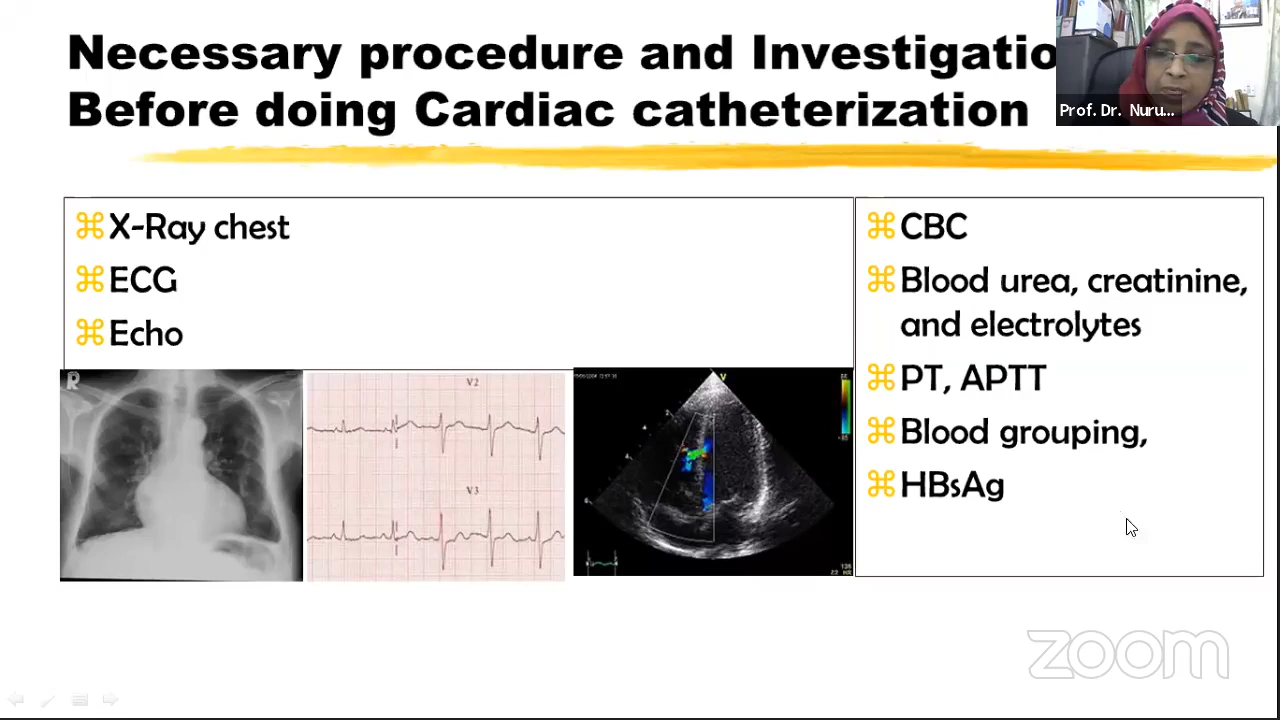 Necessary procedure and Investigatio
Before doing Cardiac catheterization
Prof. Dr. Nuru...
X-Ray chest
ECG
Echo
CBC
Blood urea, creatinine,
and electrolytes
PT, APTT
Blood grouping,
HBsAg
R
V2
V3
V
zoom